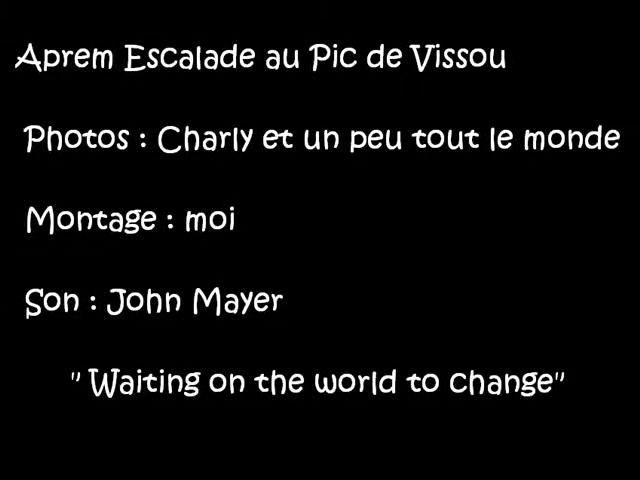 Aprem Escalade au Pic de Vissou
Photos : Charly et un peu tout le monde
Montage : moi
Son : John Mayer
" Waiting on the world to change"